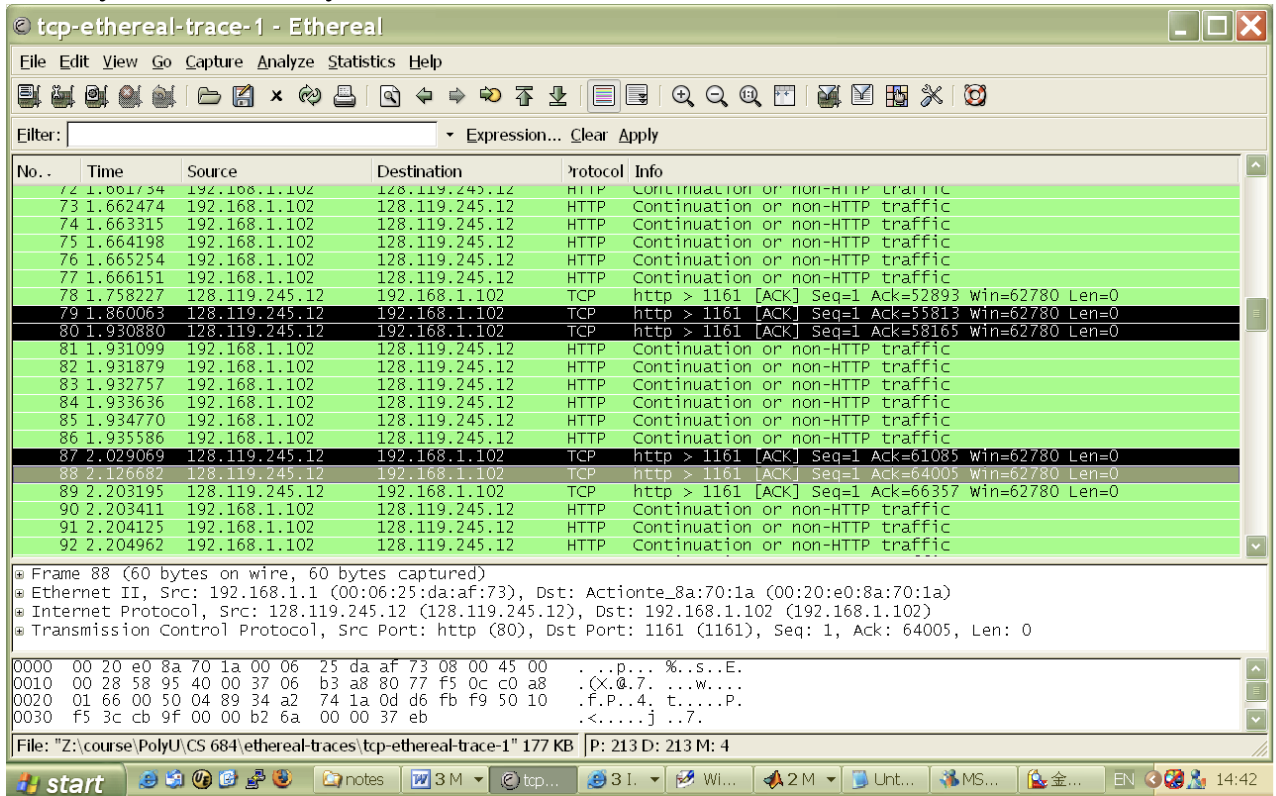 tcp-ethereal-trace-1 - Ethereal
File Edit View Go Capture Analyze Statistics Help
Filter: Expression... Clear Apply
No. . Time Source Destination Protocol Info
72 1.661734 192.168.1.102 128.119.245.12 HTTP Continuation or non-HTTP traffic
73 1.662474 192.168.1.102 128.119.245.12 HTTP Continuation or non-HTTP traffic
74 1.663315 192.168.1.102 128.119.245.12 HTTP Continuation or non-HTTP traffic
75 1.664198 192.168.1.102 128.119.245.12 HTTP Continuation or non-HTTP traffic
76 1.665254 192.168.1.102 128.119.245.12 HTTP Continuation or non-HTTP traffic
77 1.666151 192.168.1.102 128.119.245.12 HTTP Continuation or non-HTTP traffic
78 1.758227 128.119.245.12 192.168.1.102 TCP http > 1161 [ACK] Seq=1 Ack=52893 Win=62780 Len=0
79 1.860063 128.119.245.12 192.168.1.102 TCP http > 1161 [ACK] Seq=1 Ack=55813 Win=62780 Len=0
80 1.930880 128.119.245.12 192.168.1.102 TCP http > 1161 [ACK] Seq=1 Ack=58165 Win=62780 Len=0
81 1.931099 192.168.1.102 128.119.245.12 HTTP Continuation or non-HTTP traffic
82 1.931879 192.168.1.102 128.119.245.12 HTTP Continuation or non-HTTP traffic
83 1.932757 192.168.1.102 128.119.245.12 HTTP Continuation or non-HTTP traffic
84 1.933636 192.168.1.102 128.119.245.12 HTTP Continuation or non-HTTP traffic
85 1.934770 192.168.1.102 128.119.245.12 HTTP Continuation or non-HTTP traffic
86 1.935586 192.168.1.102 128.119.245.12 HTTP Continuation or non-HTTP traffic
87 2.029069 128.119.245.12 192.168.1.102 TCP http > 1161 [ACK] Seq=1 Ack=61085 Win=62780 Len=0
88 2.126682 128.119.245.12 192.168.1.102 TCP http > 1161 [ACK] Seq=1 Ack=64005 Win=62780 Len=0
89 2.203195 128.119.245.12 192.168.1.102 TCP http > 1161 [ACK] Seq=1 Ack=66357 Win=62780 Len=0
90 2.203411 192.168.1.102 128.119.245.12 HTTP Continuation or non-HTTP traffic
91 2.204125 192.168.1.102 128.119.245.12 HTTP Continuation or non-HTTP traffic
92 2.204962 192.168.1.102 128.119.245.12 HTTP Continuation or non-HTTP traffic
Frame 88 (60 bytes on wire, 60 bytes captured)
Ethernet II, Src: 192.168.1.1 (00:06:25:da:af:73), Dst: Actionte_8a:70:1a (00:20:e0:8a:70:1a)
Internet Protocol, Src: 128.119.245.12 (128.119.245.12), Dst: 192.168.1.102 (192.168.1.102)
Transmission Control Protocol, Src Port: http (80), Dst Port: 1161 (1161), Seq: 1, Ack: 64005, Len: 0
0000 00 20 e0 8a 70 1a 00 06 25 da af 73 08 00 45 00 . ..p... %..s..E.
0010 00 28 58 95 40 00 37 06 b3 a8 80 77 f5 0c c0 a8 .(X.@.7. ...w....
0020 01 66 00 50 04 89 34 a2 74 1a 0d d6 fb f9 50 10 .f.P..4. t.....P.
0030 f5 3c cb 9f 00 00 b2 6a 00 00 37 eb .<.....j ..7.
File: "Z:\course\PolyU\CS 684\ethereal-traces\tcp-ethereal-trace-1" 177 KB P: 213 D: 213 M: 4
start notes 3 M tcp... 3 I. Wi... 2 M Unt... MS... 金... EN 14:42